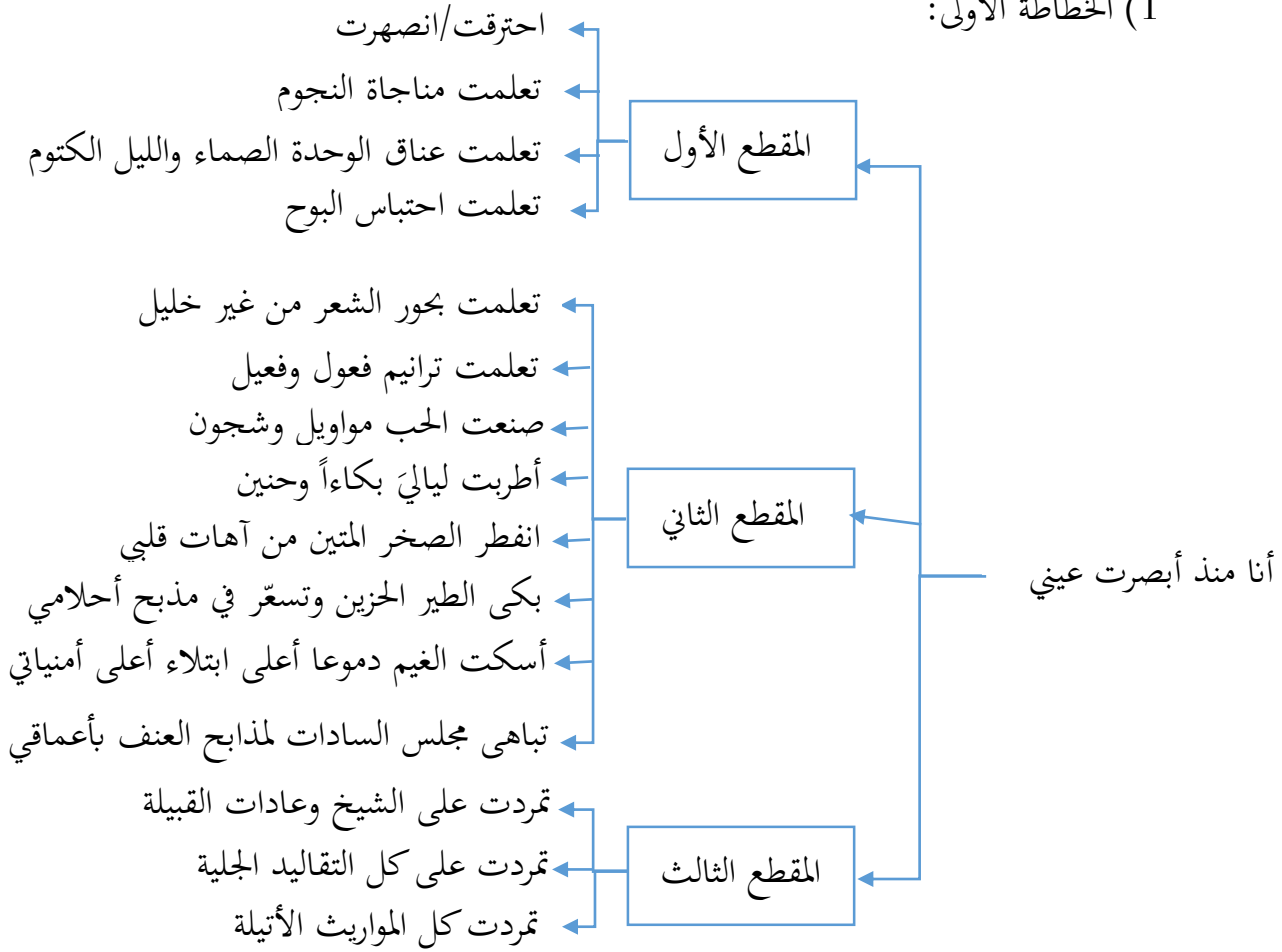 1) الخطاطة الأولى:
أنا منذ أبصرت عيني
المقطع الأول
احترقت/انصهرت
تعلمت مناجاة النجوم
تعلمت عناق الوحدة الصماء والليل الكتوم
تعلمت احتباس البوح
المقطع الثاني
تعلمت بحور الشعر من غير خليل
تعلمت ترانيم فعول وفعيل
صنعت الحب مواويل وشجون
أطربت لياليَ بكاءاً وحنين
انفطر الصخر المتين من آهات قلبي
بكى الطير الحزين وتسعّر في مذبح أحلامي
أسكت الغيم دموعا أعلى ابتلاء أعلى أمنياتي
تباهى مجلس السادات لمذابح العنف بأعماقي
المقطع الثالث
تمردت على الشيخ وعادات القبيلة
تمردت على كل التقاليد الجلية
تمردت كل المواريث الأتيلة